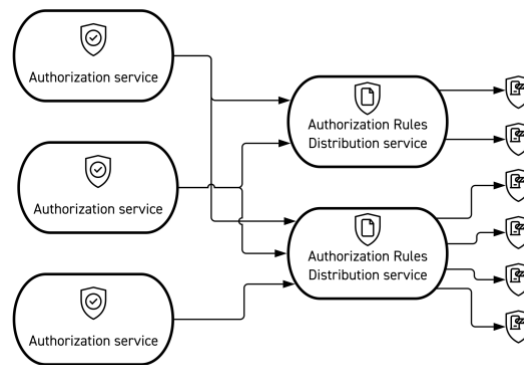 Authorization service
Authorization Rules
Distribution service
Authorization service
Authorization Rules
Distribution service
Authorization service